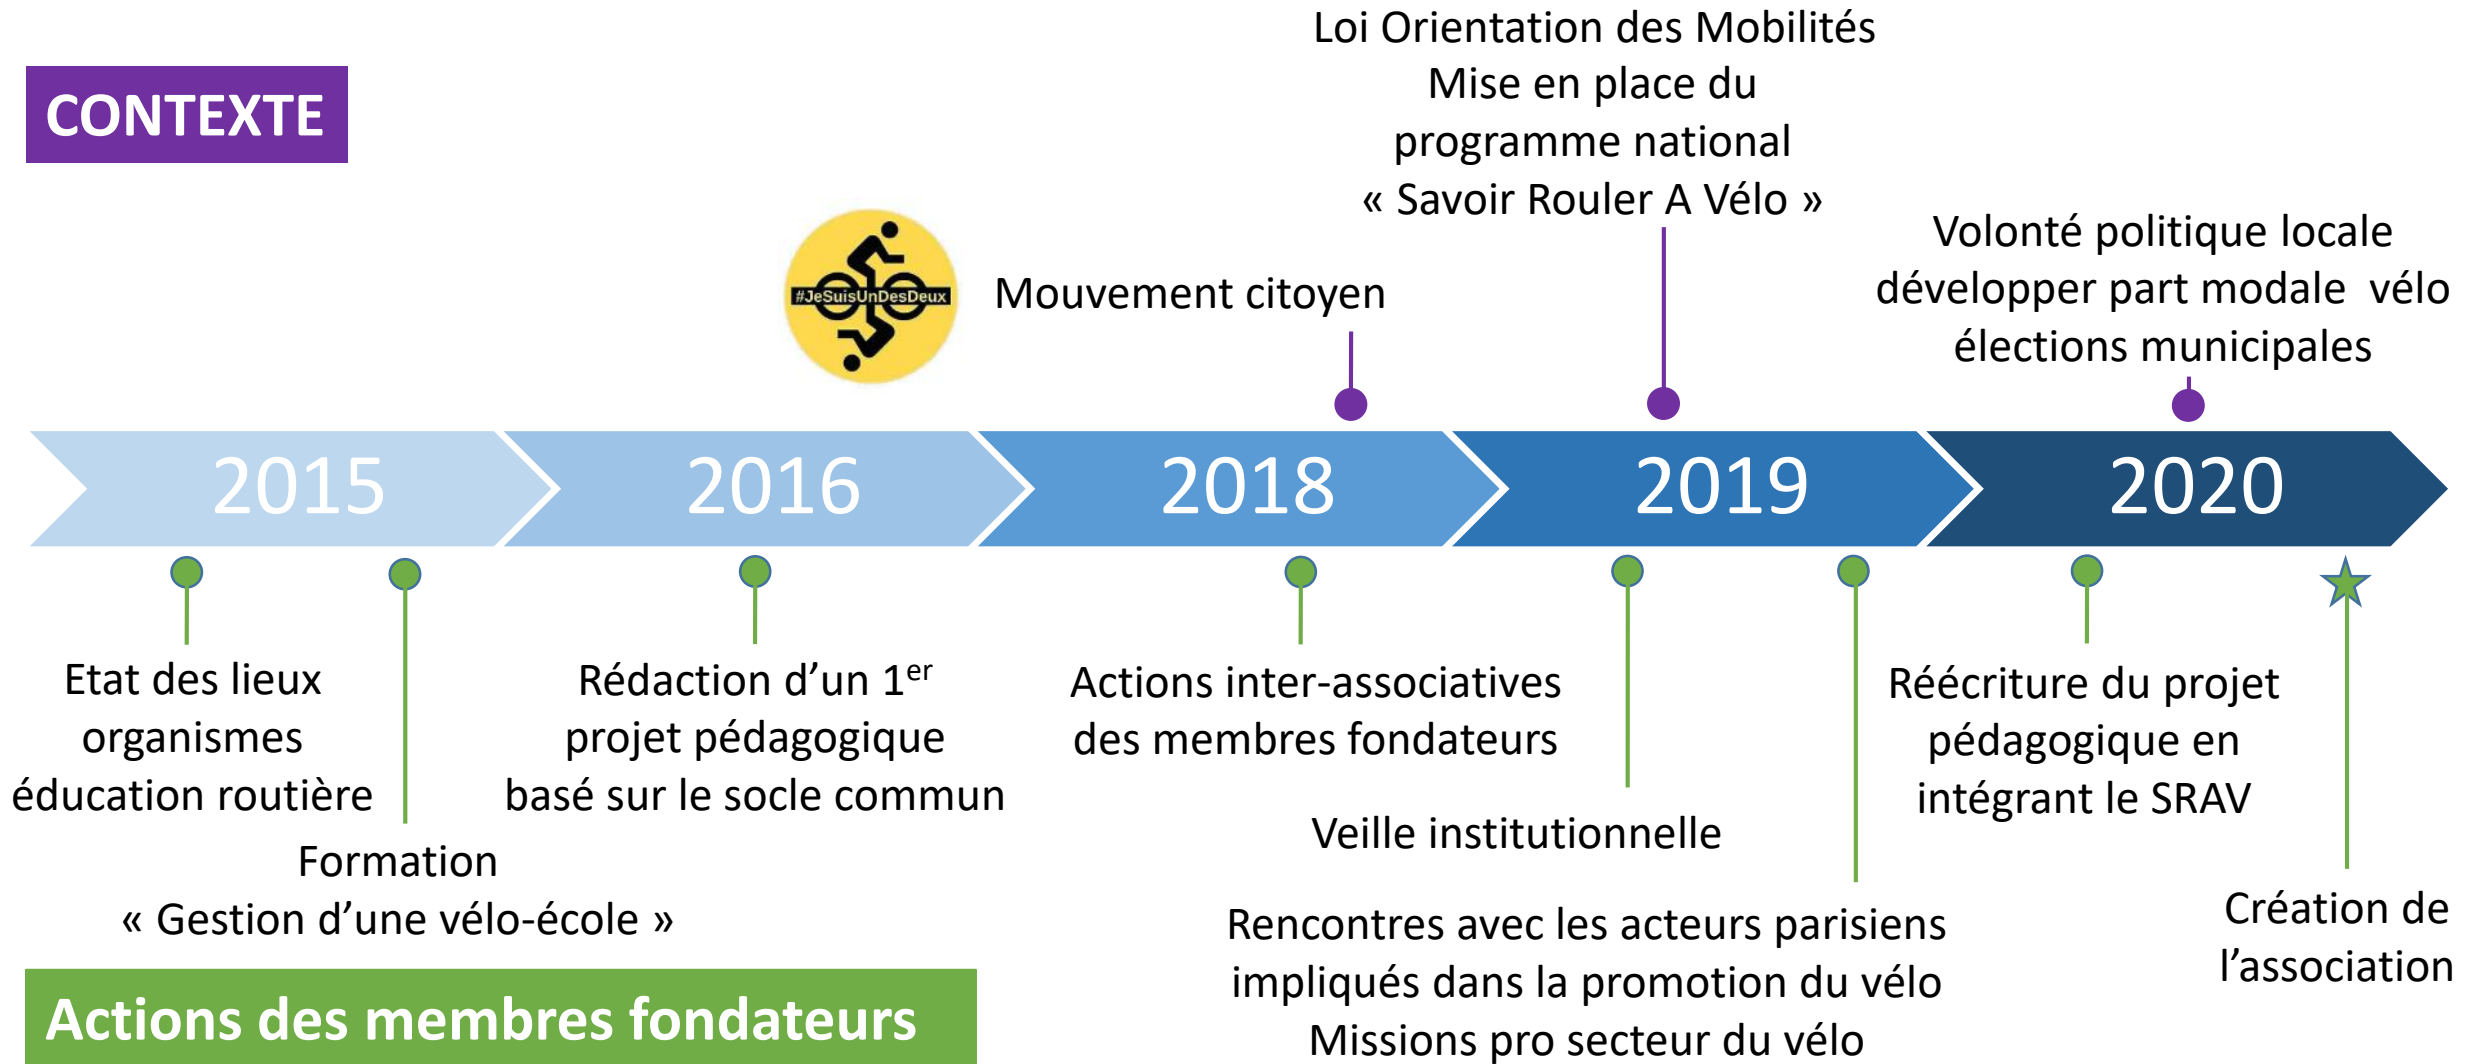 CONTEXTE
Loi Orientation des Mobilités
Mise en place du
programme national
« Savoir Rouler A Vélo »
#JeSuisUnDesDeux
Mouvement citoyen
Volonté politique locale
développer part modale  vélo
élections municipales
2015
2016
2018
2019
2020
Etat des lieux
organismes
éducation routière
Formation
« Gestion d’une vélo-école »
Rédaction d’un 1er
projet pédagogique
basé sur le socle commun
Actions inter-associatives
des membres fondateurs
Veille institutionnelle
Rencontres avec les acteurs parisiens
impliqués dans la promotion du vélo
Missions pro secteur du vélo
Réécriture du projet
pédagogique en
intégrant le SRAV
Création de
l’association
Actions des membres fondateurs